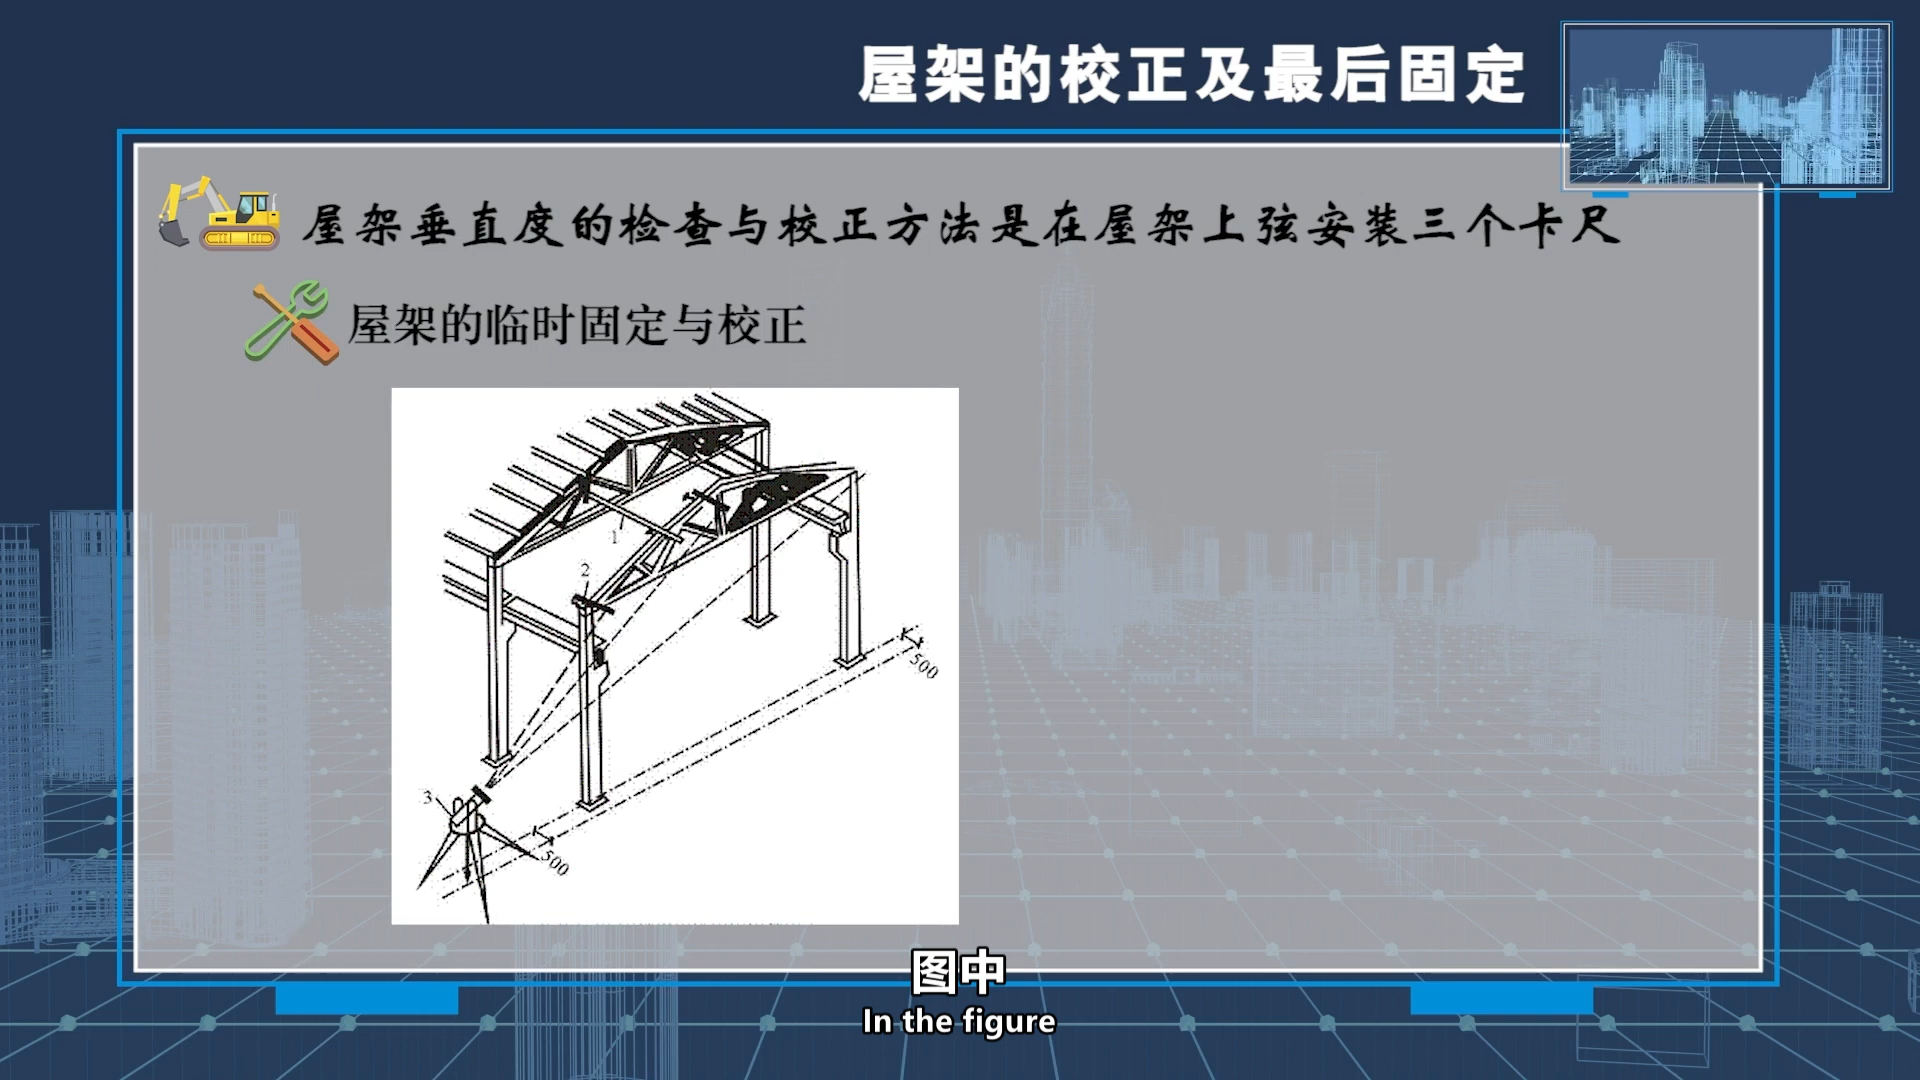 屋架的校正及最后固定
屋架垂直度的检查与校正方法是在屋架上弦安装三个卡尺
屋架的临时固定与校正
1
2
500
3
500
图中
In the figure